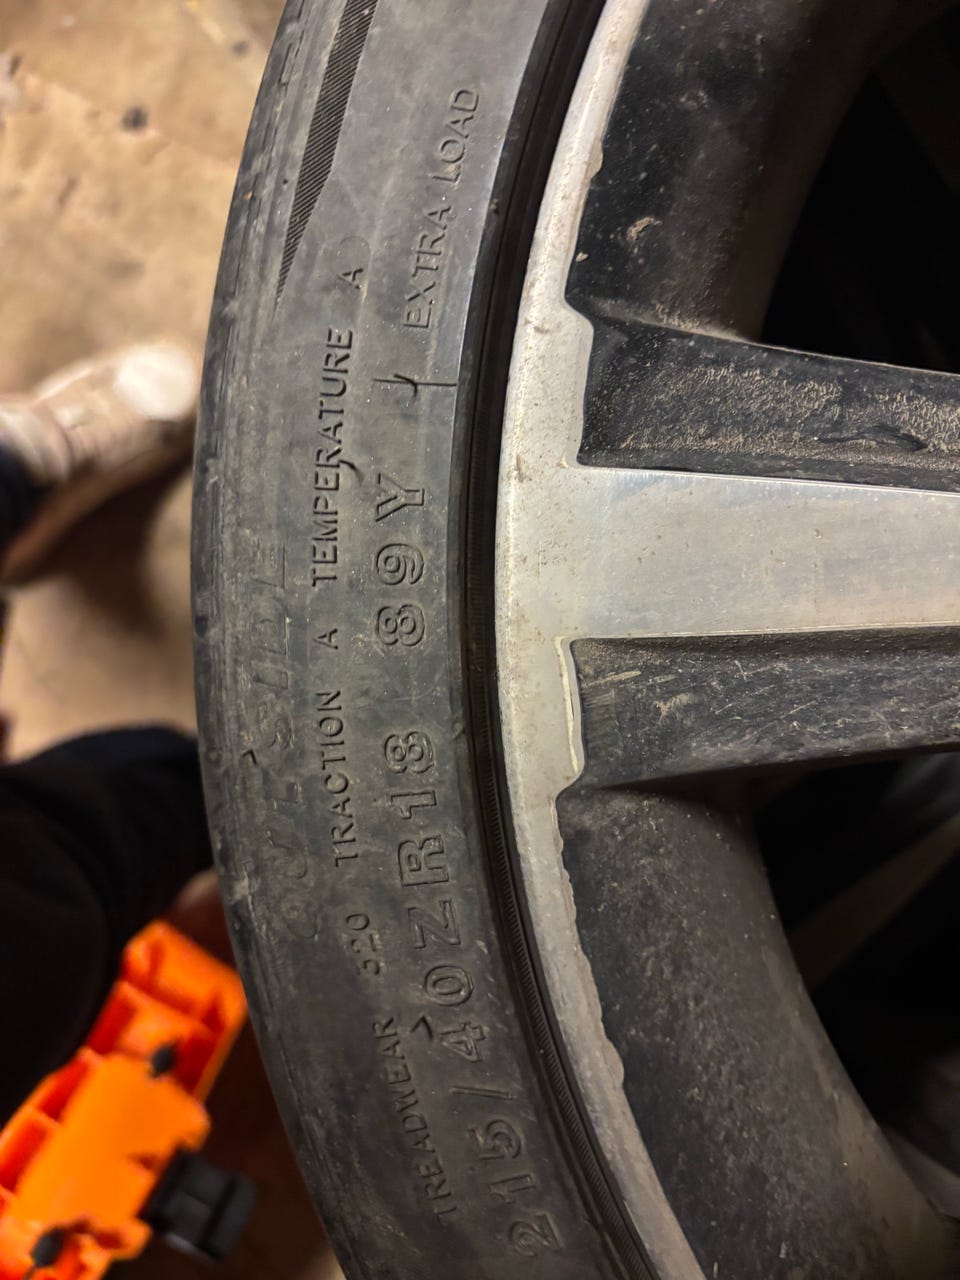 OUTSIDE
TREADWEAR 320 TRACTION A TEMPERATURE A
215/40ZR18 89Y EXTRA LOAD